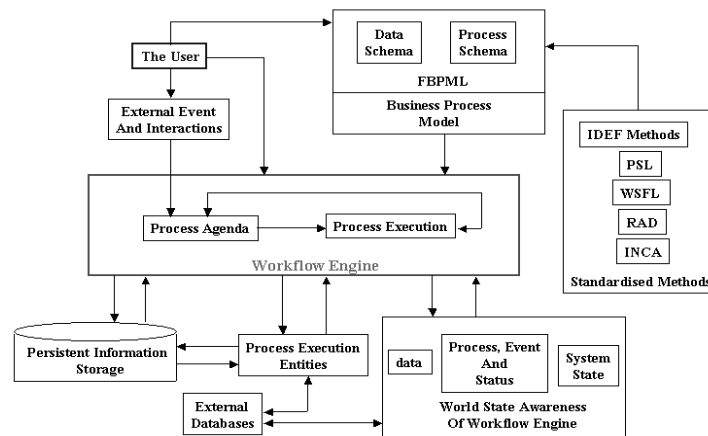 The User
Data
Schema
Process
Schema
FBPML
Business Process
Model
External Event
And Interactions
IDEF Methods
PSL
WSFL
RAD
INCA
Standardised Methods
Process Agenda
Process Execution
Workflow Engine
Persistent Information
Storage
Process Execution
Entities
External
Databases
data
Process, Event
And
Status
System
State
World State Awareness
Of Workflow Engine